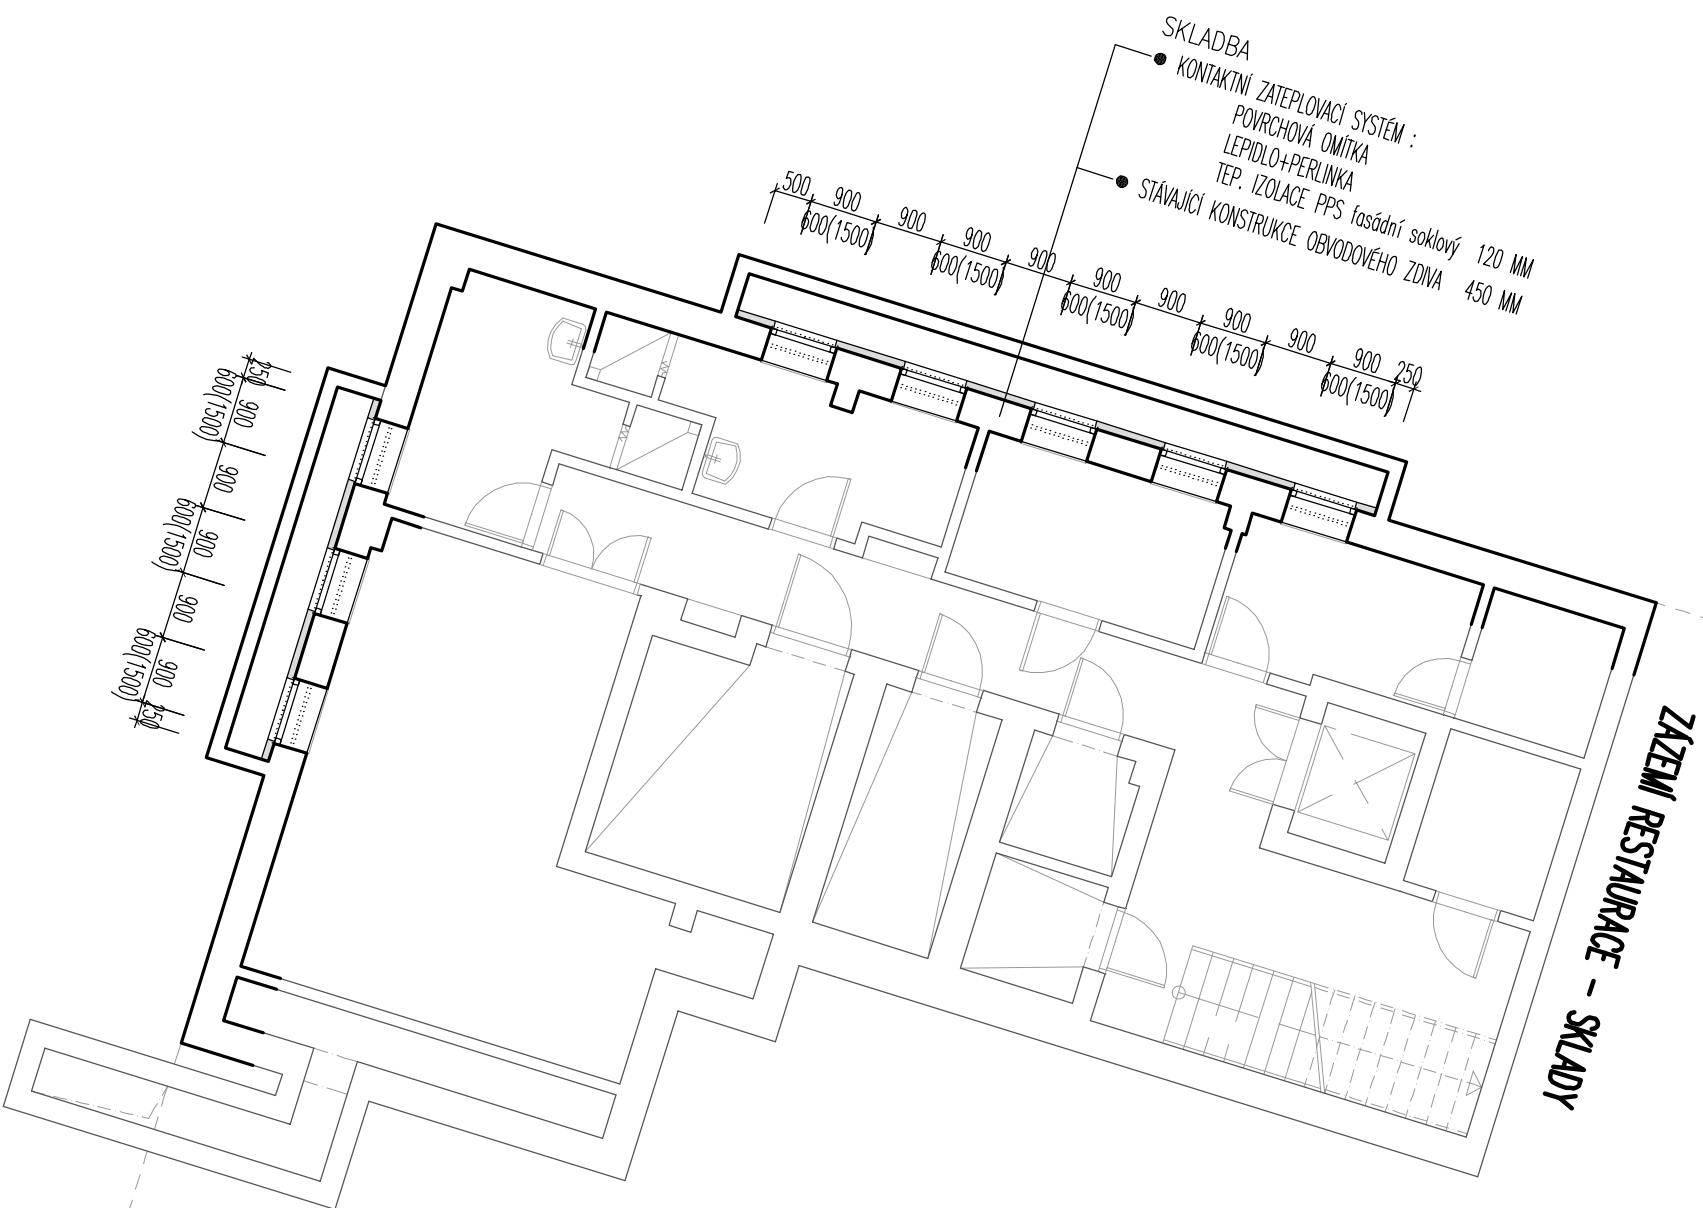 SKLADBA
KONTAKTNÍ ZATEPLOVACÍ SYSTÉM :
POVRCHOVÁ OMÍTKA
LEPIDLO+PERLINKA
TEP. IZOLACE PPS fasádní soklový 120 MM
STÁVAJÍCÍ KONSTRUKCE OBVODOVÉHO ZDIVA 450 MM
500 900 900 900 900 900 900 900 900 900 250
600(1500) 600(1500) 600(1500) 600(1500) 600(1500)
250 900 900 900 900 900 250
600(1500) 600(1500) 600(1500)
ZÁZEMÍ RESTAURACE - SKLADY